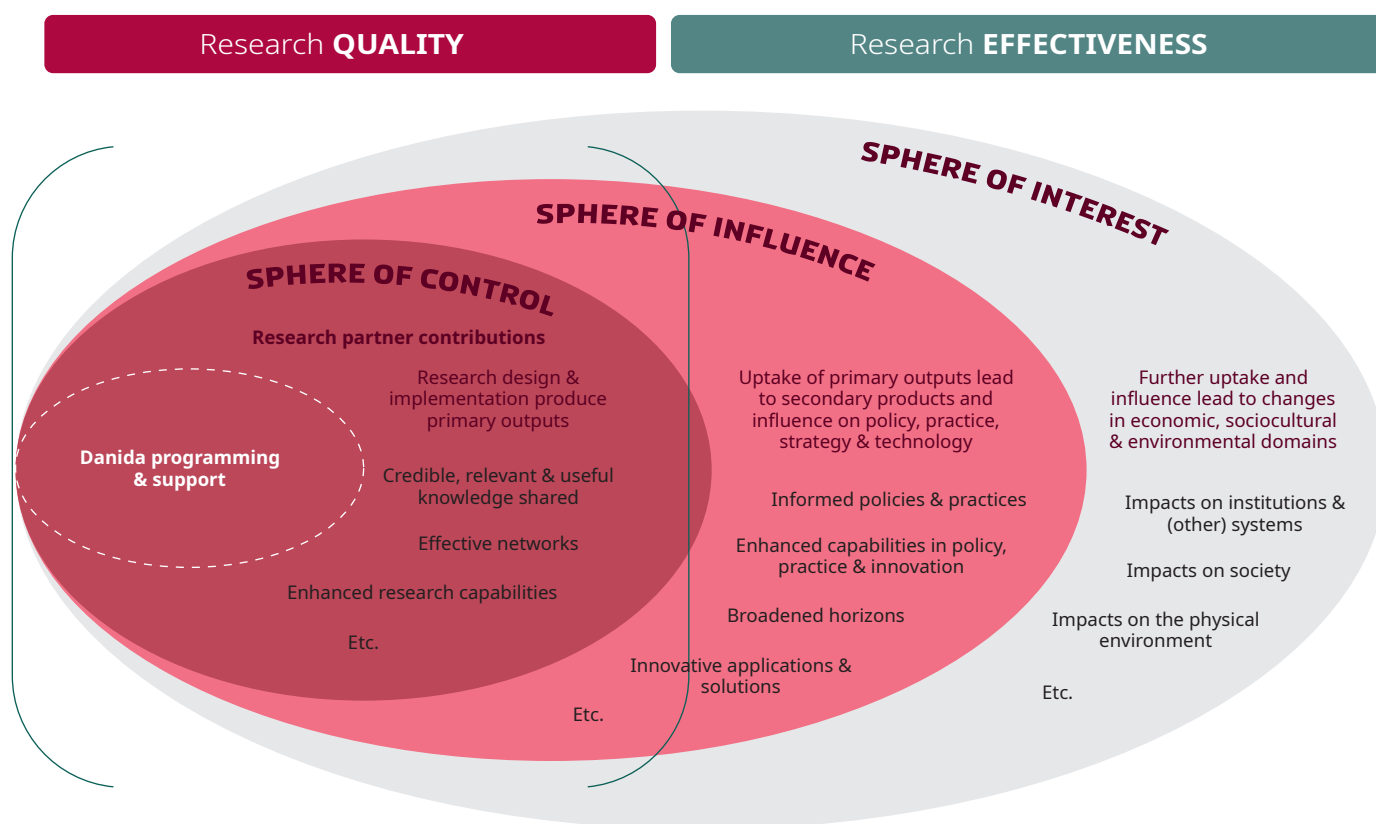 Research QUALITY
Research EFFECTIVENESS
SPHERE OF INTEREST
SPHERE OF INFLUENCE
SPHERE OF CONTROL
Research partner contributions
Danida programming
& support
Research design &
implementation produce
primary outputs
Credible, relevant & useful
knowledge shared
Effective networks
Enhanced research capabilities
Etc.
Uptake of primary outputs lead
to secondary products and
influence on policy, practice,
strategy & technology
Informed policies & practices
Enhanced capabilities in policy,
practice & innovation
Broadened horizons
Innovative applications &
solutions
Etc.
Further uptake and
influence lead to changes
in economic, sociocultural
& environmental domains
Impacts on institutions &
(other) systems
Impacts on society
Impacts on the physical
environment
Etc.